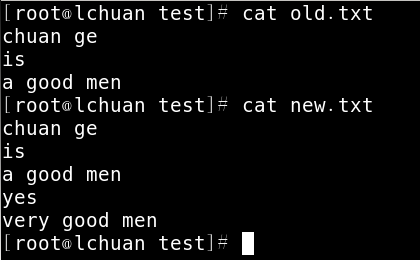 [root@lchuan test]# cat old.txt
chuan ge
is
a good men
[root@lchuan test]# cat new.txt
chuan ge
is
a good men
yes
very good men
[root@lchuan test]#